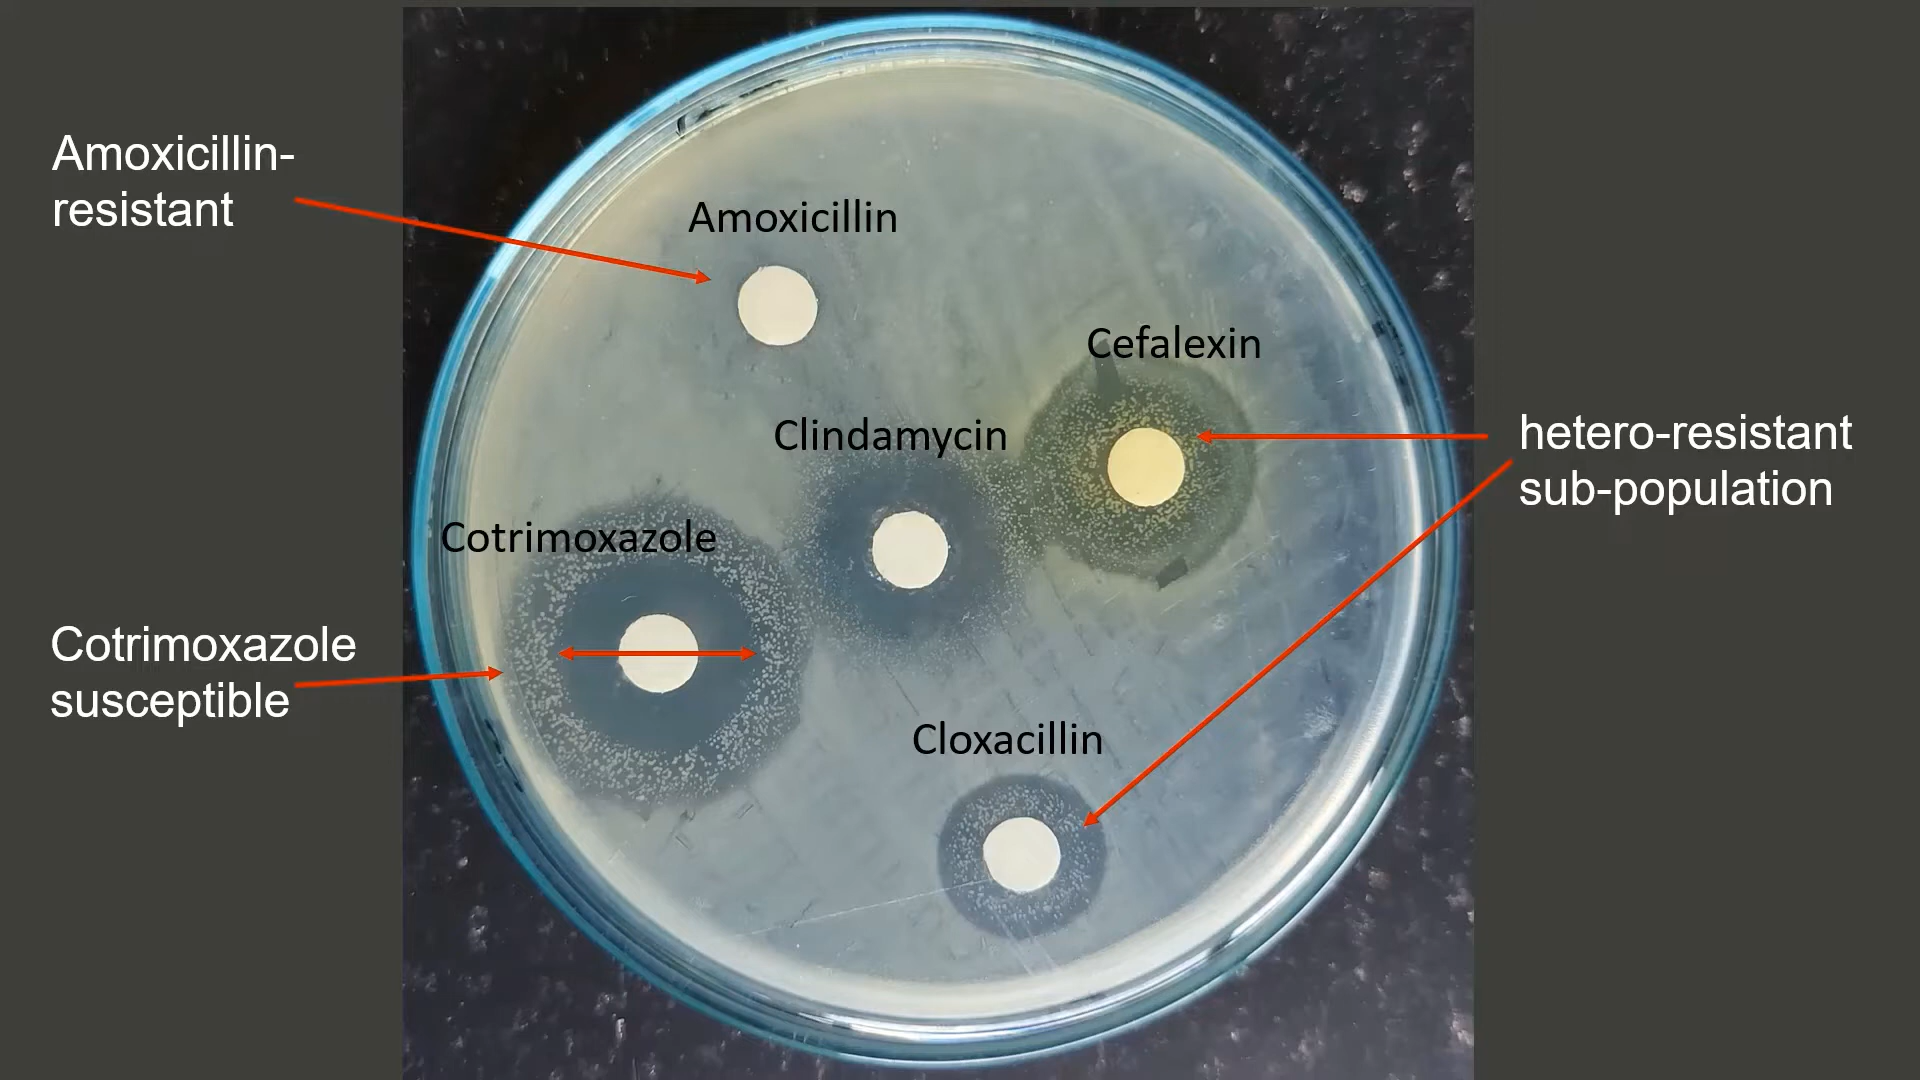 Amoxicillin-
resistant
Amoxicillin
Cefalexin
Clindamycin
hetero-resistant
sub-population
Cotrimoxazole
Cotrimoxazole
susceptible
Cloxacillin